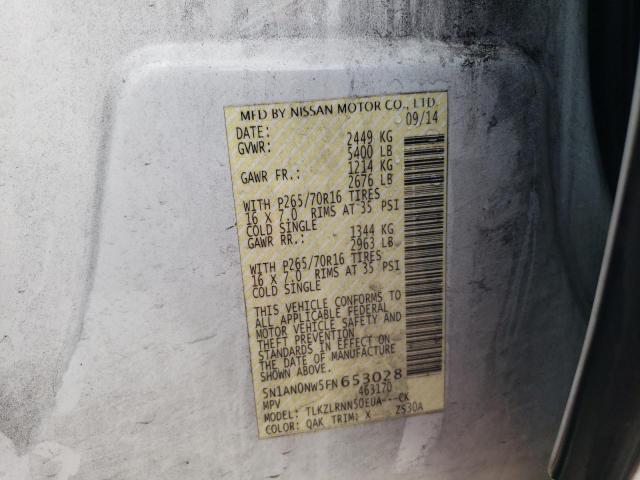 MFD BY NISSAN MOTOR CO., LTD.
DATE: 09/14
GVWR: 2449 KG
5400 LB
GAWR FR.: 1214 KG
2676 LB
WITH P265/70R16 TIRES
16 X 7.0 RIMS AT 35 PSI
COLD SINGLE
GAWR RR.: 1344 KG
2963 LB
WITH P265/70R16 TIRES
16 X 7.0 RIMS AT 35 PSI
COLD SINGLE
THIS VEHICLE CONFORMS TO
ALL APPLICABLE FEDERAL
MOTOR VEHICLE SAFETY AND
THEFT PREVENTION
STANDARDS IN EFFECT ON
THE DATE OF MANUFACTURE
SHOWN ABOVE.
5N1AN0NW5FN653028
MPV 463170
MODEL: TLKZLRNN50EUA---CK
COLOR: QAK TRIM: X ZS30A